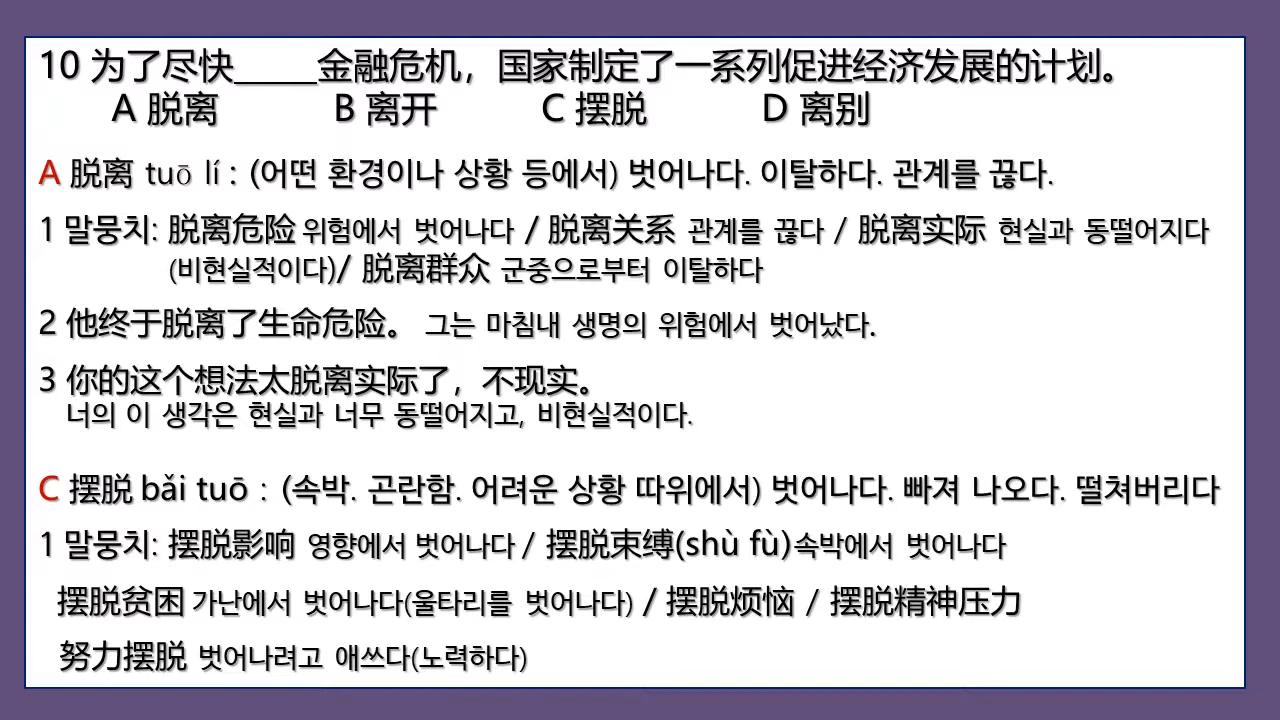 10 为了尽快_____金融危机，国家制定了一系列促进经济发展的计划。
A 脱离 B 离开 C 摆脱 D 离别
A 脱离 tuō lí : (어떤 환경이나 상황 등에서) 벗어나다. 이탈하다. 관계를 끊다.
1 말뭉치: 脱离危险 위험에서 벗어나다 / 脱离关系 관계를 끊다 / 脱离实际 현실과 동떨어지다
(비현실적이다)/ 脱离群众 군중으로부터 이탈하다
2 他终于脱离了生命危险。 그는 마침내 생명의 위험에서 벗어났다.
3 你的这个想法太脱离实际了，不现实。
너의 이 생각은 현실과 너무 동떨어지고, 비현실적이다.
C 摆脱 bǎi tuō : (속박. 곤란함. 어려운 상황 따위에서) 벗어나다. 빠져 나오다. 떨쳐버리다
1 말뭉치: 摆脱影响 영향에서 벗어나다 / 摆脱束缚(shù fù)속박에서 벗어나다
摆脱贫困 가난에서 벗어나다(울타리를 벗어나다) / 摆脱烦恼 / 摆脱精神压力
努力摆脱 벗어나려고 애쓰다(노력하다)